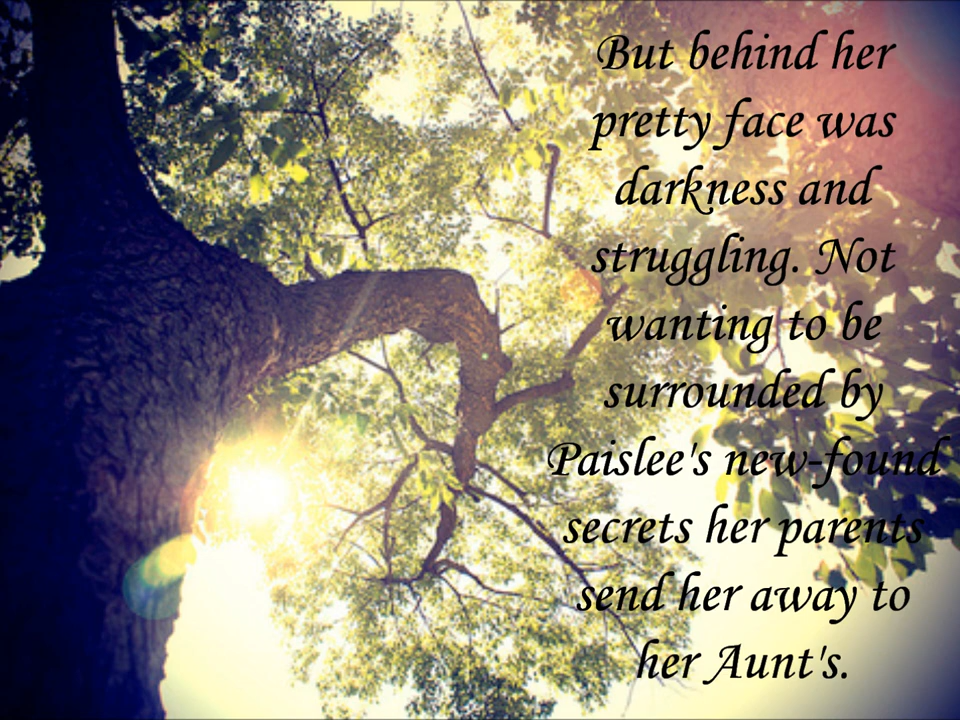 But behind her
pretty face was
darkness and
struggling. Not
wanting to be
surrounded by
Paislee's new-found
secrets her parents
send her away to
her Aunt's.